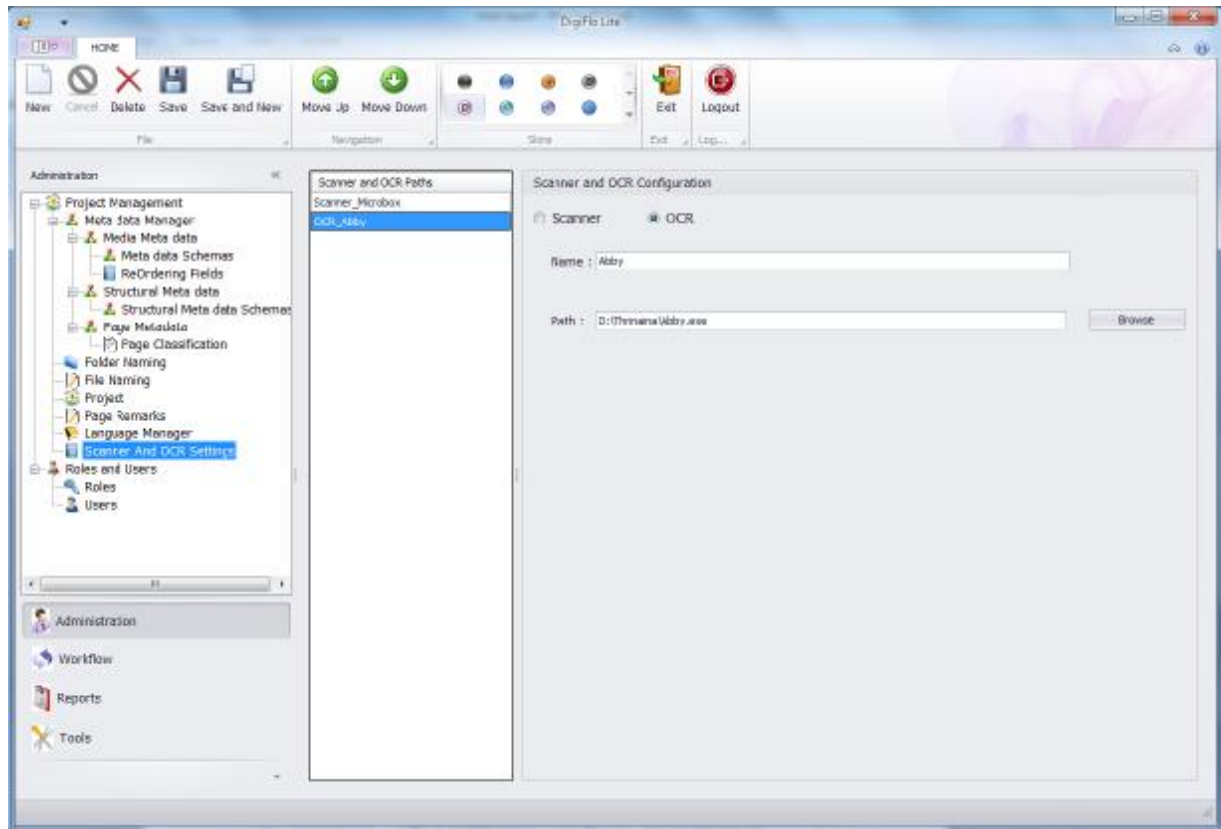 DigiFlo Lite
HOME
New Cancel Delete Save Save and New Move Up Move Down Exit Logout
File Navigation Skins Exit Log...
Administration
Project Management
Meta data Manager
Media Meta data
Meta data Schemas
ReOrdering Fields
Structural Meta data
Structural Meta data Schemas
Page Metadata
Page Classification
Folder Naming
File Naming
Project
Page Remarks
Language Manager
Scanner And OCR Settings
Roles and Users
Roles
Users
Administration
Workflow
Reports
Tools
Scanner and OCR Paths
Scanner_Microbox
OCR_Abby
Scanner and OCR Configuration
Scanner OCR
Name : Abby
Path : Browse